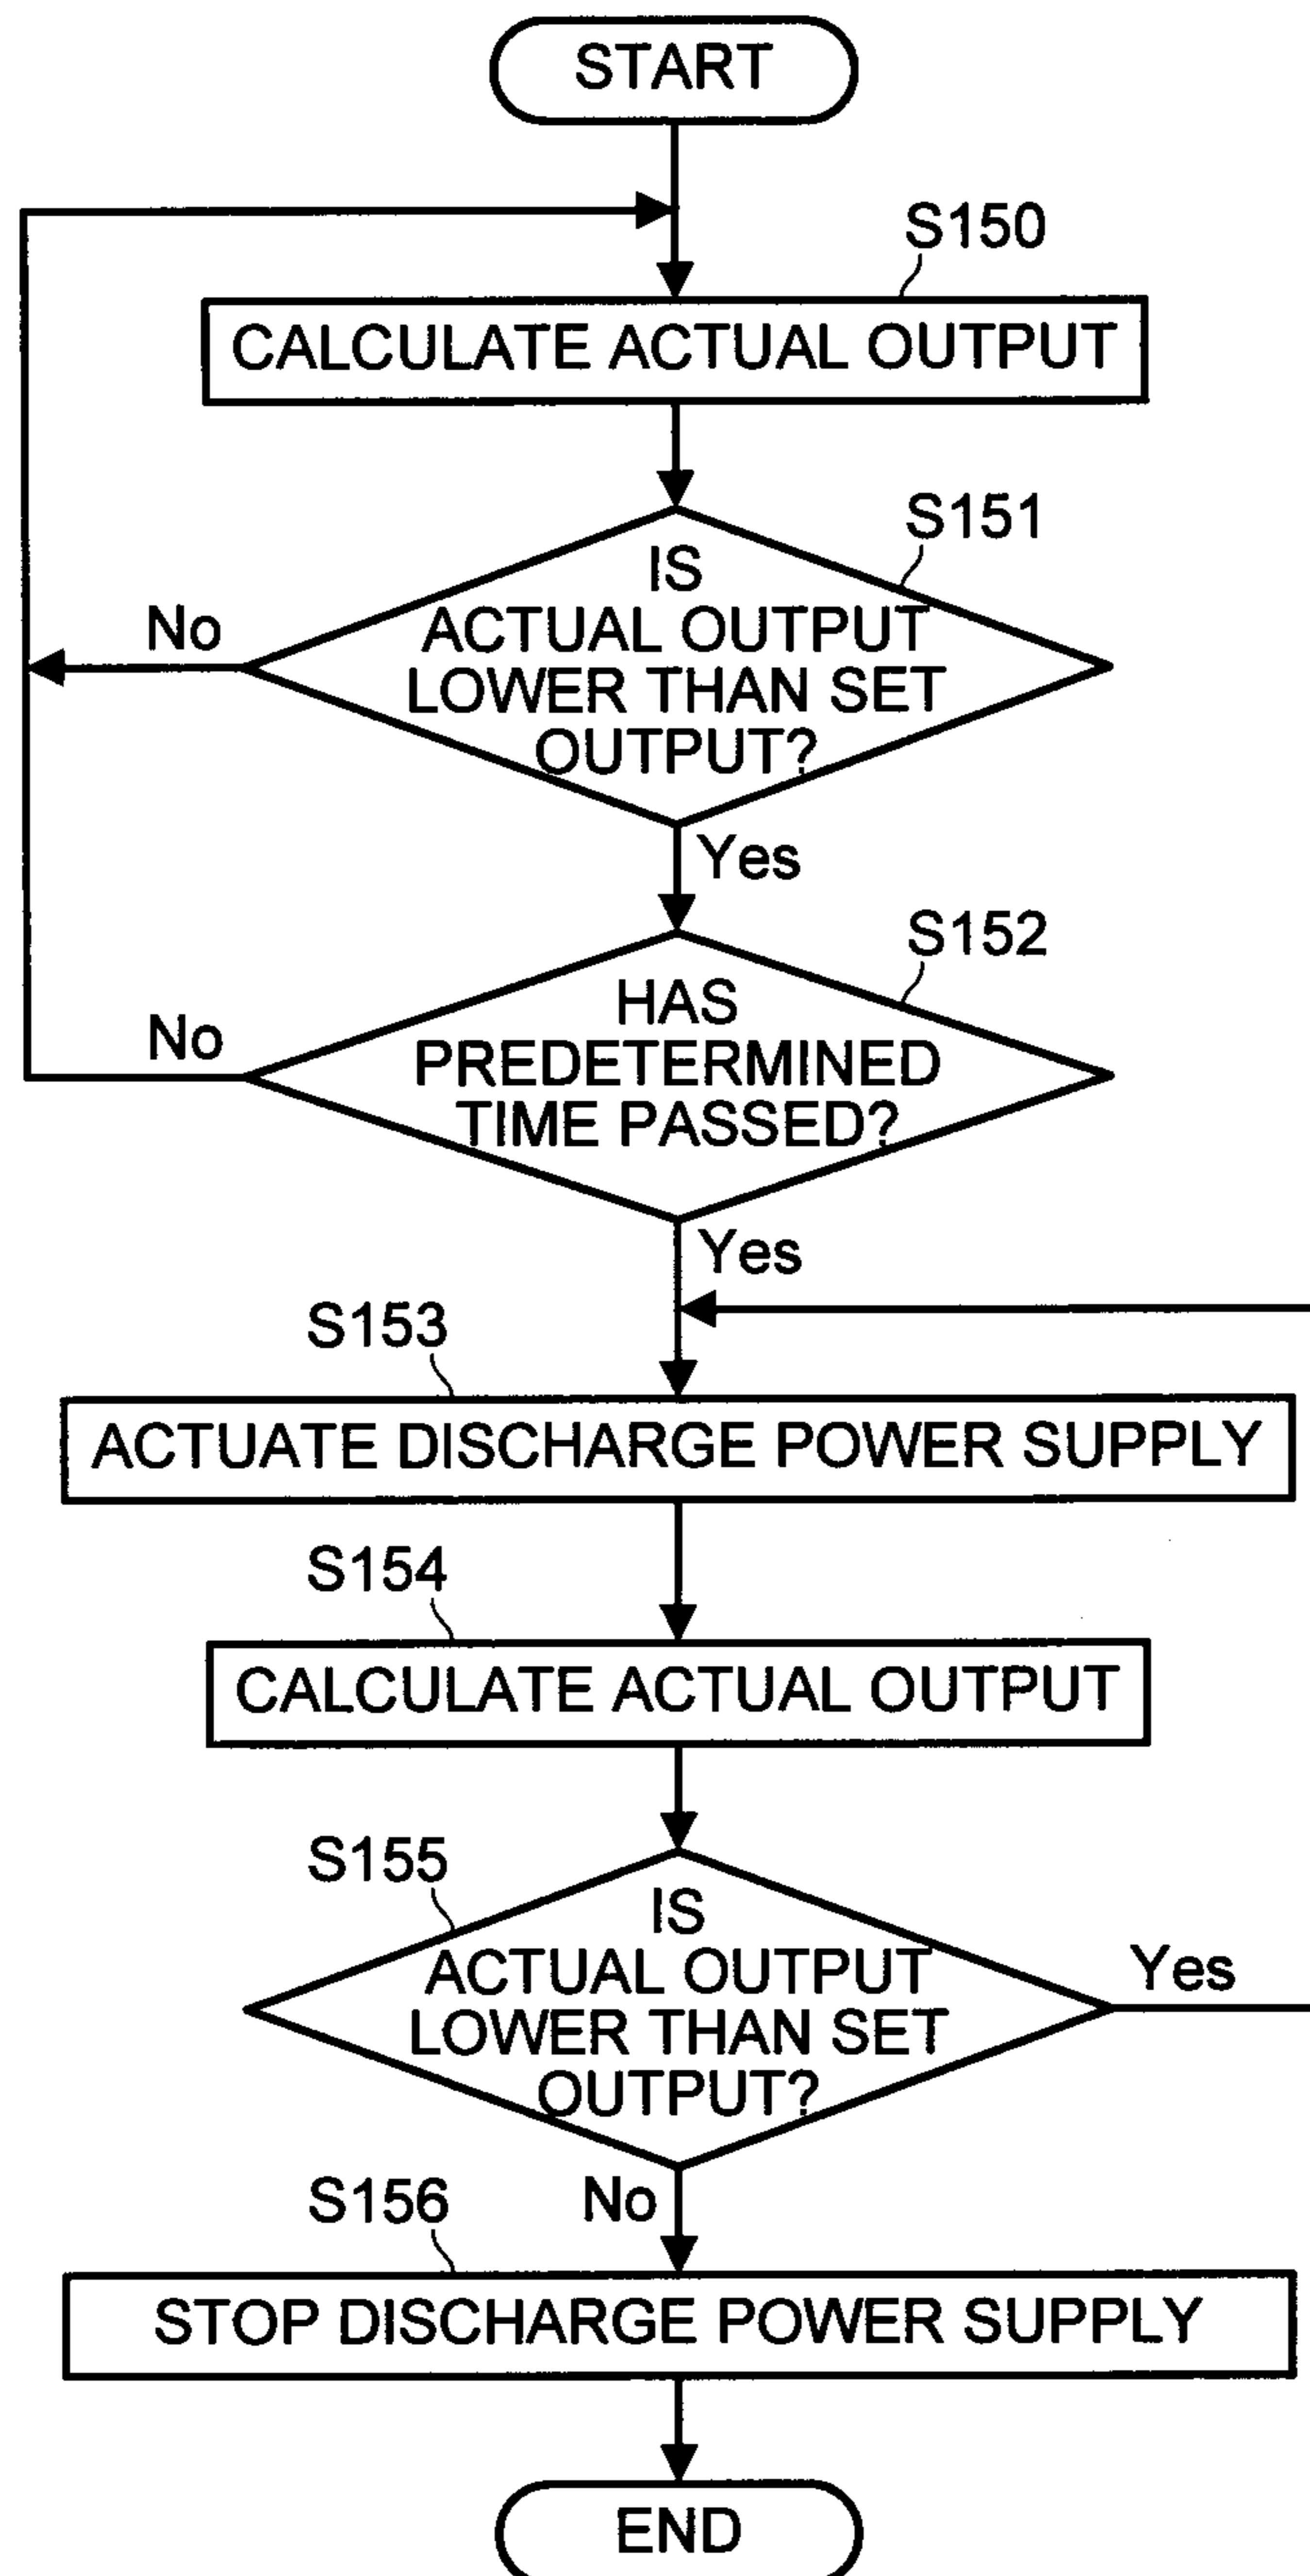 START
S150
CALCULATE ACTUAL OUTPUT
S151
IS
ACTUAL OUTPUT
LOWER THAN SET
OUTPUT?
No
Yes
S152
HAS
PREDETERMINED
TIME PASSED?
No
Yes
S153
ACTUATE DISCHARGE POWER SUPPLY
S154
CALCULATE ACTUAL OUTPUT
S155
IS
ACTUAL OUTPUT
LOWER THAN SET
OUTPUT?
Yes
No
S156
STOP DISCHARGE POWER SUPPLY
END